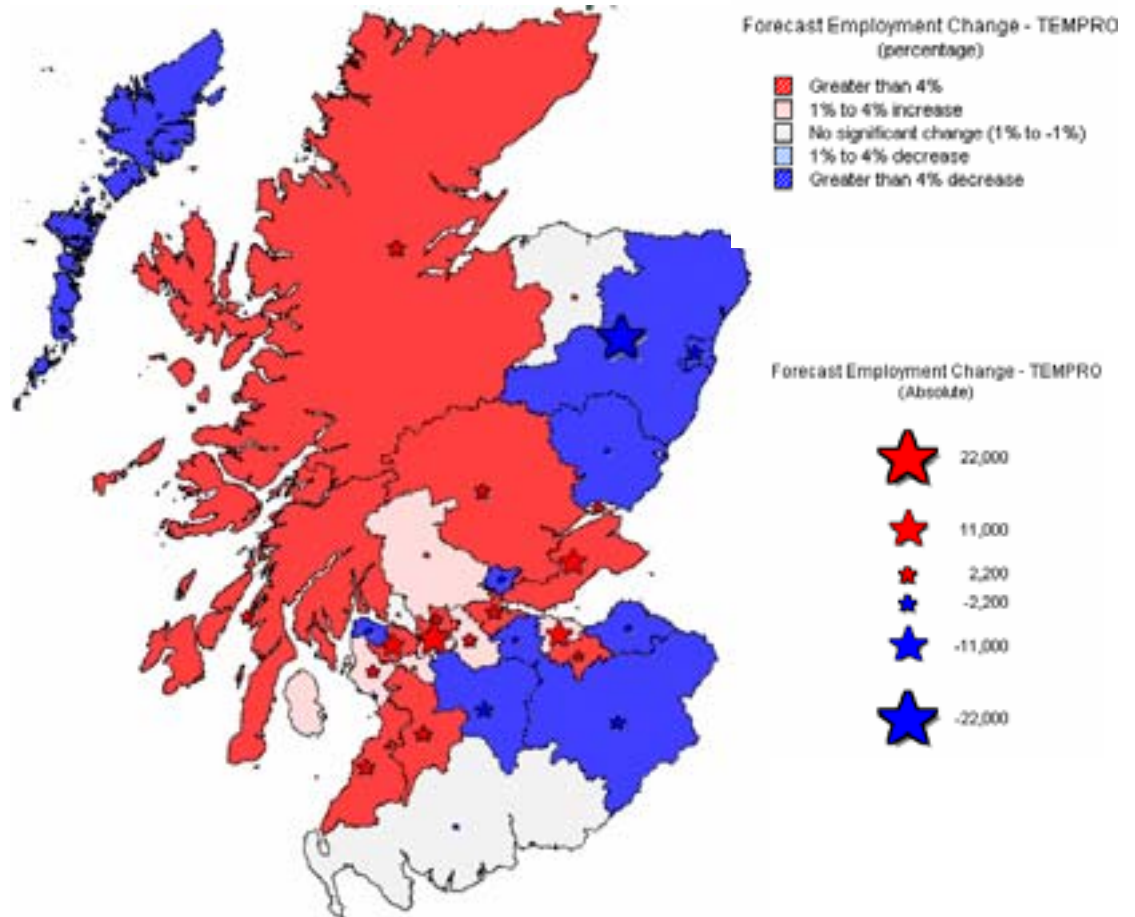 Forecast Employment Change - TEMPRO
(percentage)
Greater than 4%
1% to 4% increase
No significant change (1% to -1%)
1% to 4% decrease
Greater than 4% decrease
Forecast Employment Change - TEMPRO
(Absolute)
22,000
11,000
2,200
-2,200
-11,000
-22,000